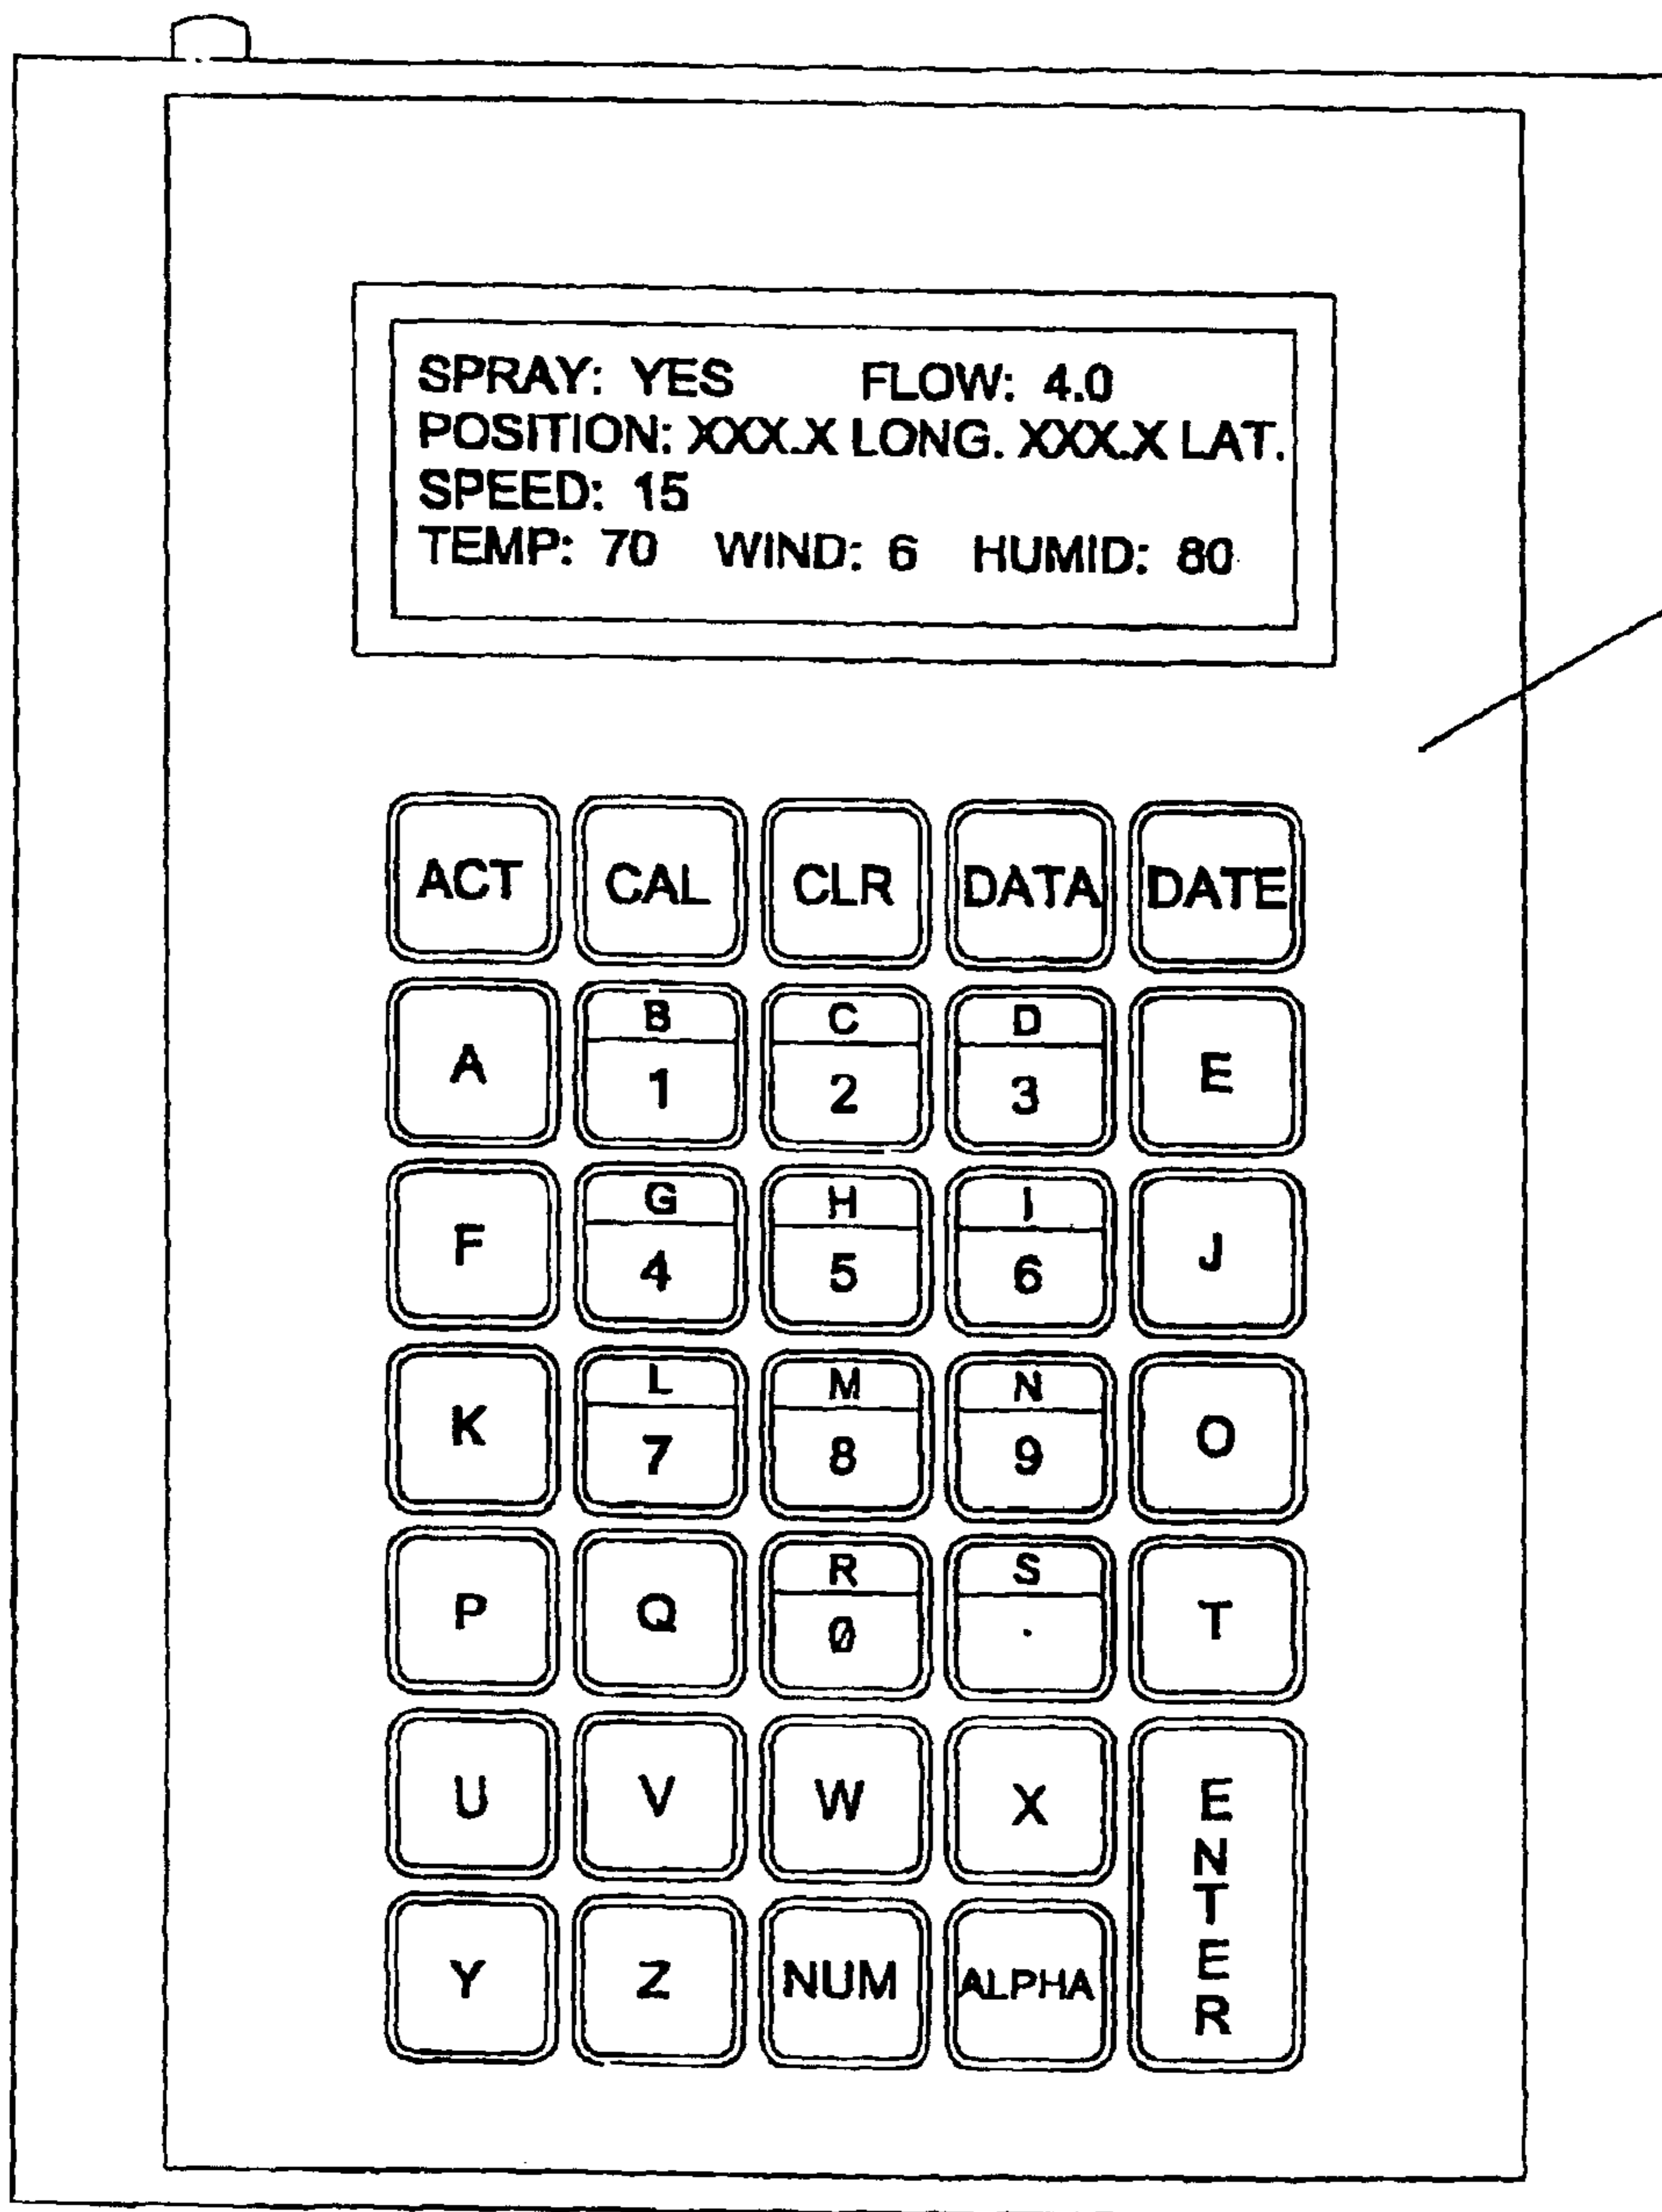 SPRAY: YES FLOW: 4.0
POSITION: XXX.X LONG. XXX.X LAT.
SPEED: 15
TEMP: 70 WIND: 6 HUMID: 80
ACT CAL CLR DATA DATE
A B 1 C 2 D 3 E
F G 4 H 5 I 6 J
K L 7 M 8 N 9 O
P Q R 0 S . T
U V W X ENTER
Y Z NUM ALPHA